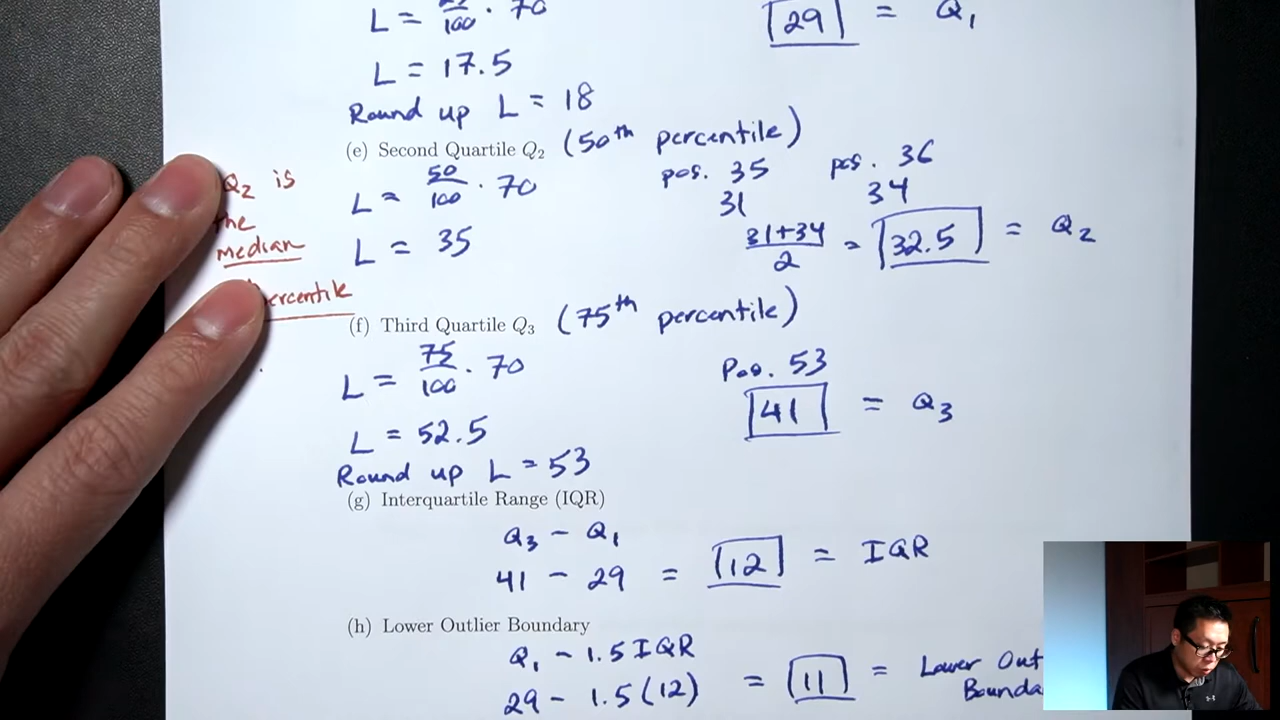 L = /100 · 70
29 = Q1
L = 17.5
Round up L = 18
(e) Second Quartile Q2 (50th percentile)
Q2 is
the
median
percentile
L = 50/100 · 70
L = 35
pos. 35 pos. 36
31 34
31+34/2 = 32.5 = Q2
(f) Third Quartile Q3 (75th percentile)
L = 75/100 · 70
L = 52.5
Round up L = 53
Pos. 53
41 = Q3
(g) Interquartile Range (IQR)
Q3 - Q1
41 - 29 = 12 = IQR
(h) Lower Outlier Boundary
Q1 - 1.5 IQR
29 - 1.5(12) = 11 = Lower Out
Bounda